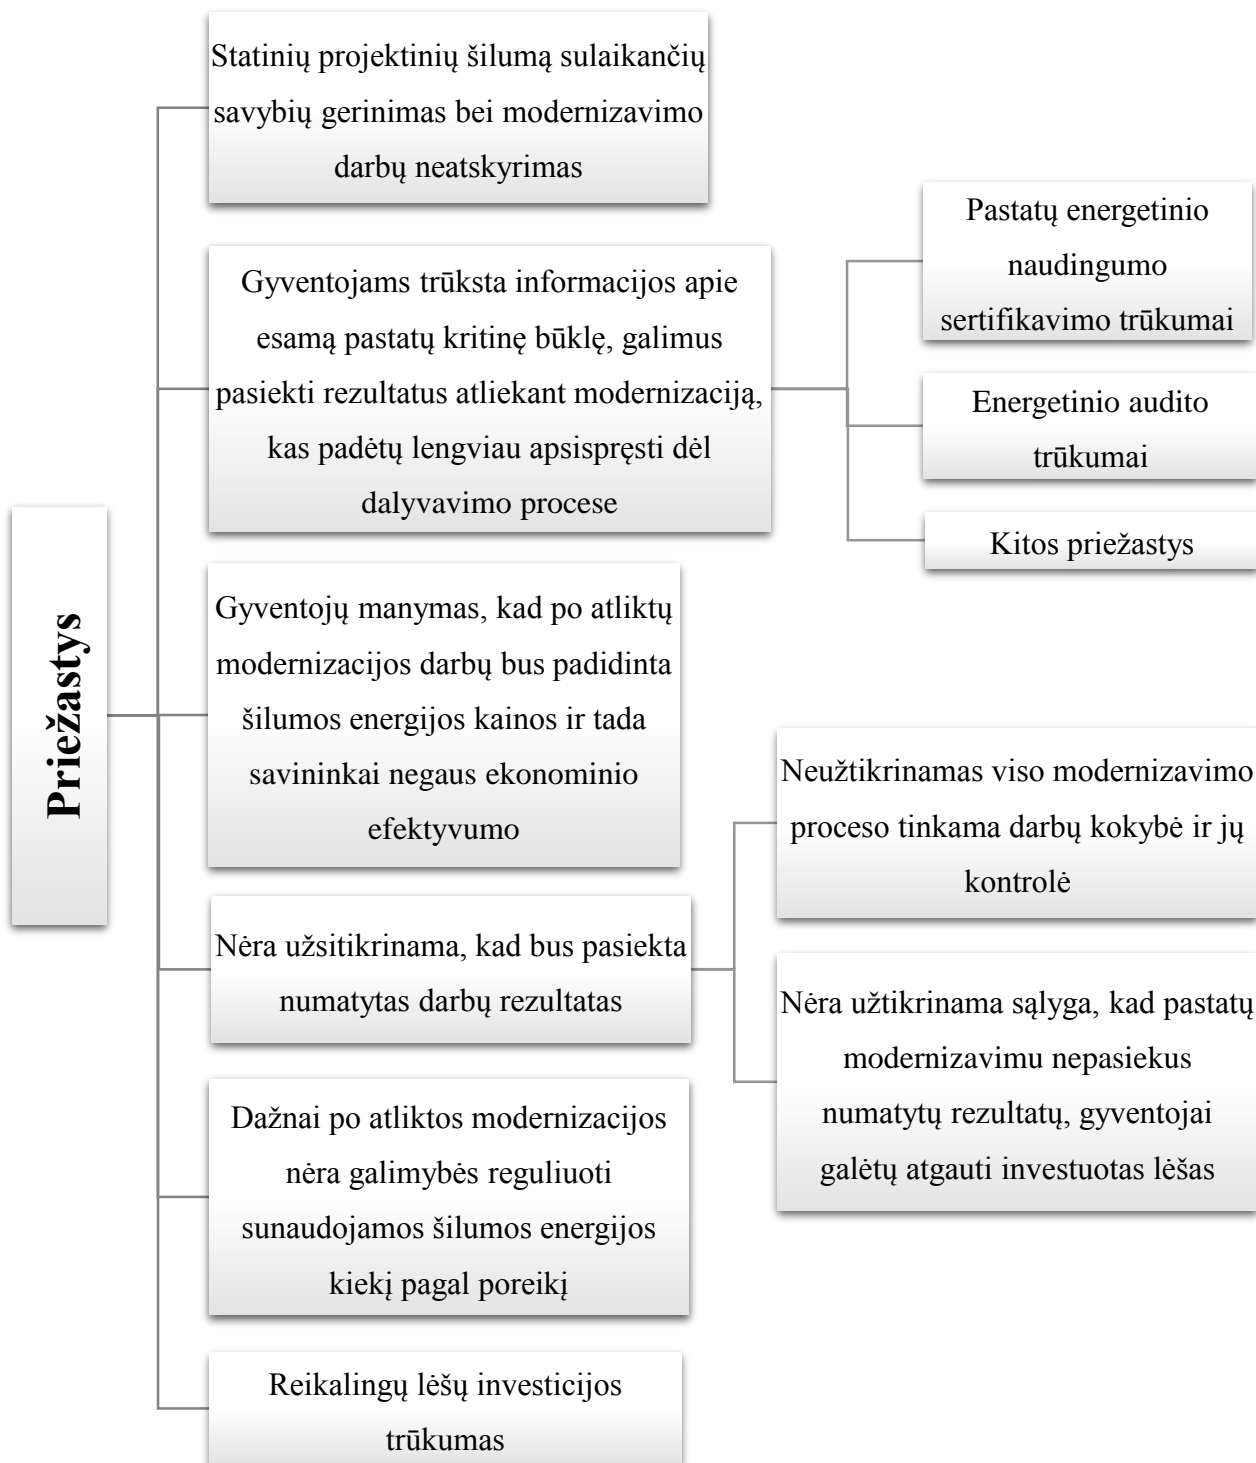 Priežastys
Statinių projektinių šilumą sulaikančių
savybių gerinimas bei modernizavimo
darbų neatskyrimas
Gyventojams trūksta informacijos apie
esamą pastatų kritinę būklę, galimus
pasiekti rezultatus atliekant modernizaciją,
kas padėtų lengviau apsispręsti dėl
dalyvavimo procese
Pastatų energetinio
naudingumo
sertifikavimo trūkumai
Energetinio audito
trūkumai
Kitos priežastys
Gyventojų manymas, kad po atliktų
modernizacijos darbų bus padidinta
šilumos energijos kainos ir tada
savininkai negaus ekonominio
efektyvumo
Nėra užsitikrinama, kad bus pasiekta
numatytas darbų rezultatas
Neužtikrinamas viso modernizavimo
proceso tinkama darbų kokybė ir jų
kontrolė
Nėra užtikrinama sąlyga, kad pastatų
modernizavimu nepasiekus
numatytų rezultatų, gyventojai
galėtų atgauti investuotas lėšas
Dažnai po atliktos modernizacijos
nėra galimybės reguliuoti
sunaudojamos šilumos energijos
kiekį pagal poreikį
Reikalingų lėšų investicijos
trūkumas